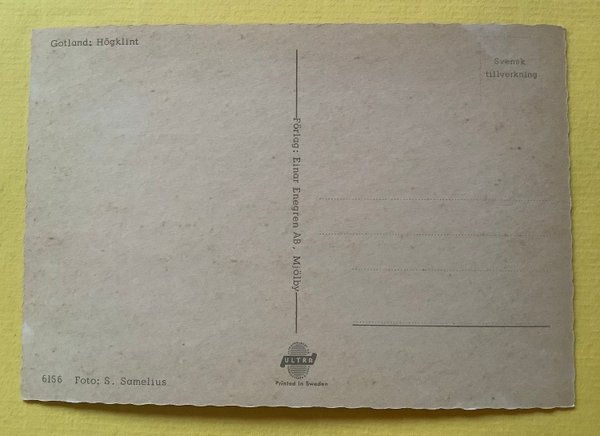 Gotland: Högklint
Svensk
tillverkning
Förlag: Einar Enegren AB, Mjölby
6156 Foto: S. Samelius
ULTRA
Printed in Sweden